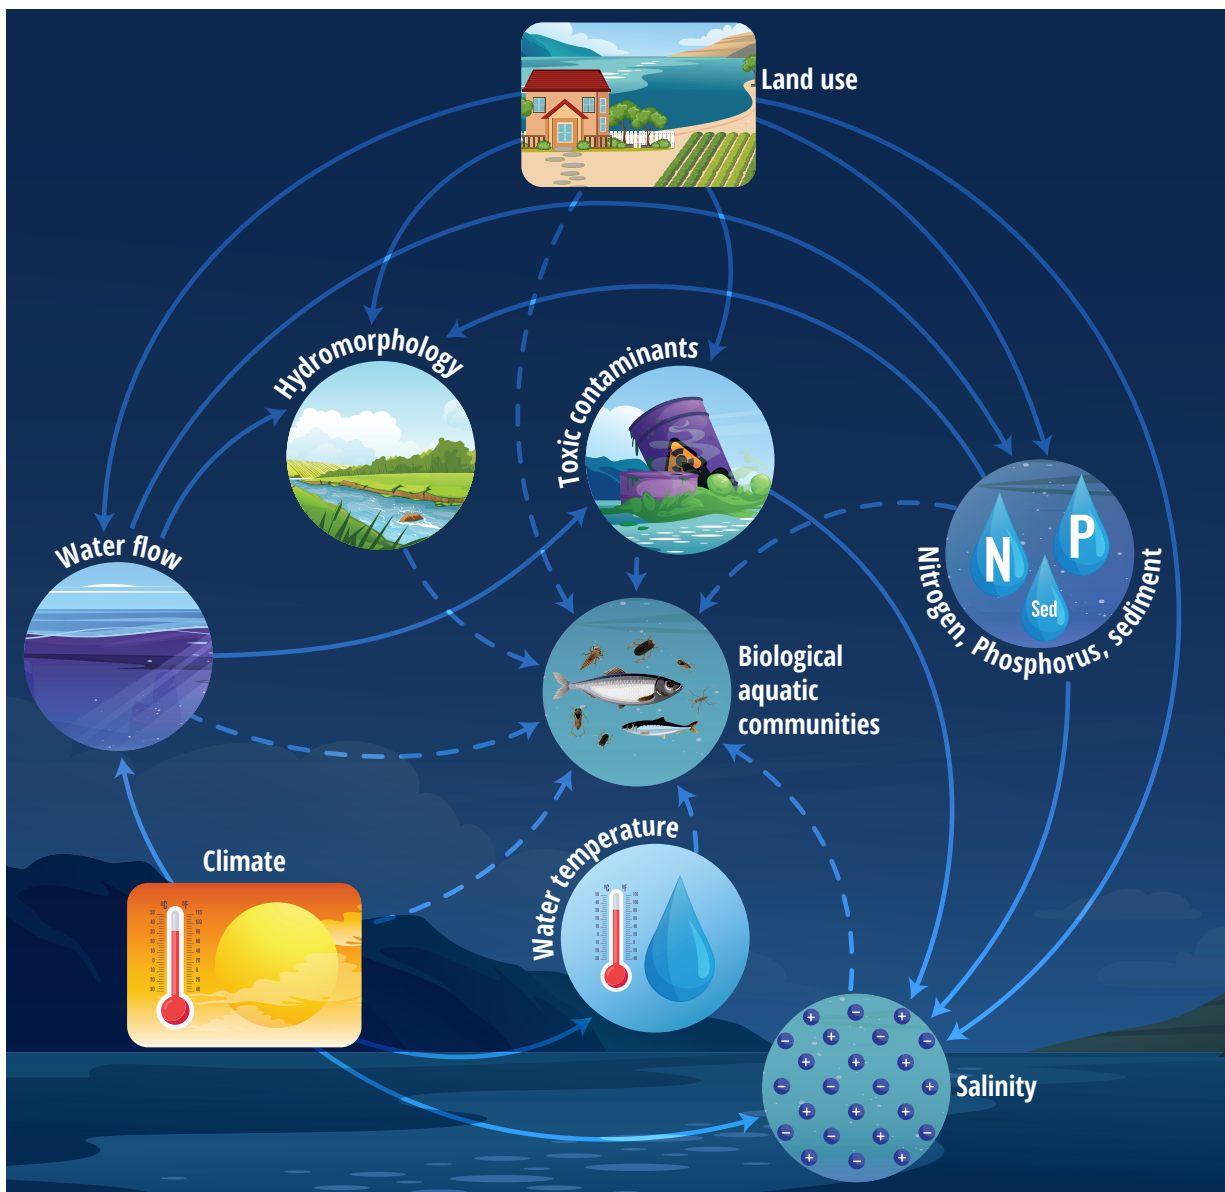 Land use
Hydromorphology
Toxic contaminants
Water flow
N
P
Sed
Nitrogen, Phosphorus, sediment
Biological
aquatic
communities
Climate
°C °F
Water temperature
°C °F
Salinity